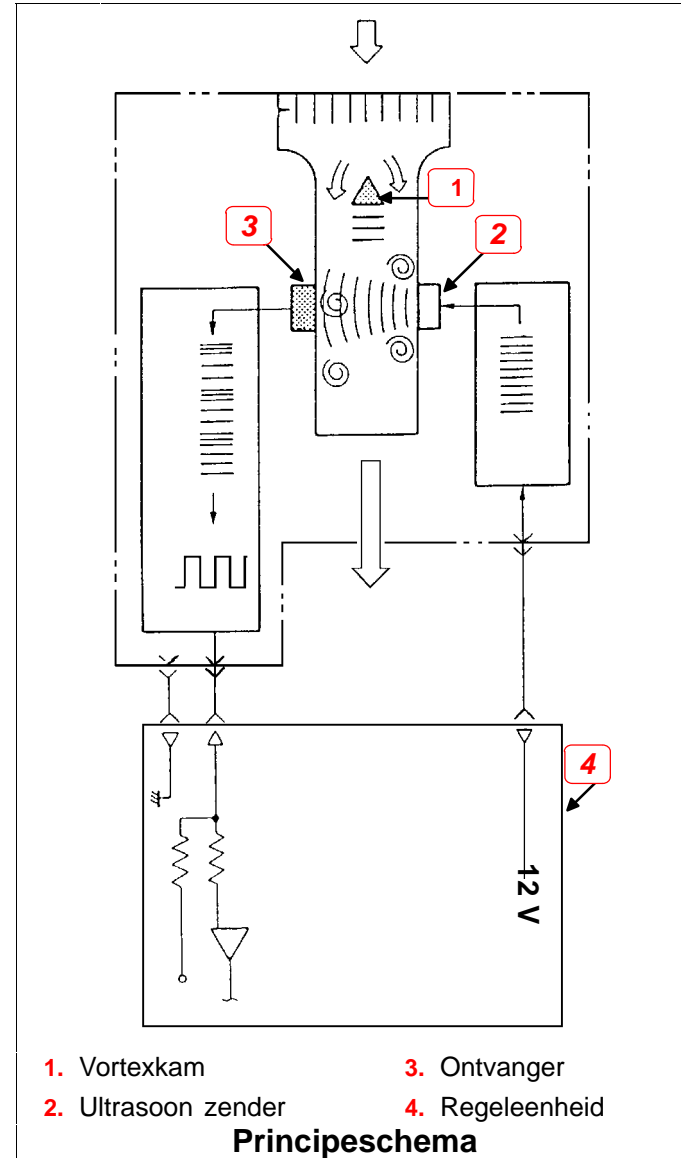 1
3
2
4
12 V
1. Vortexkam
3. Ontvanger
2. Ultrasoon zender
4. Regeleenheid
Principeschema